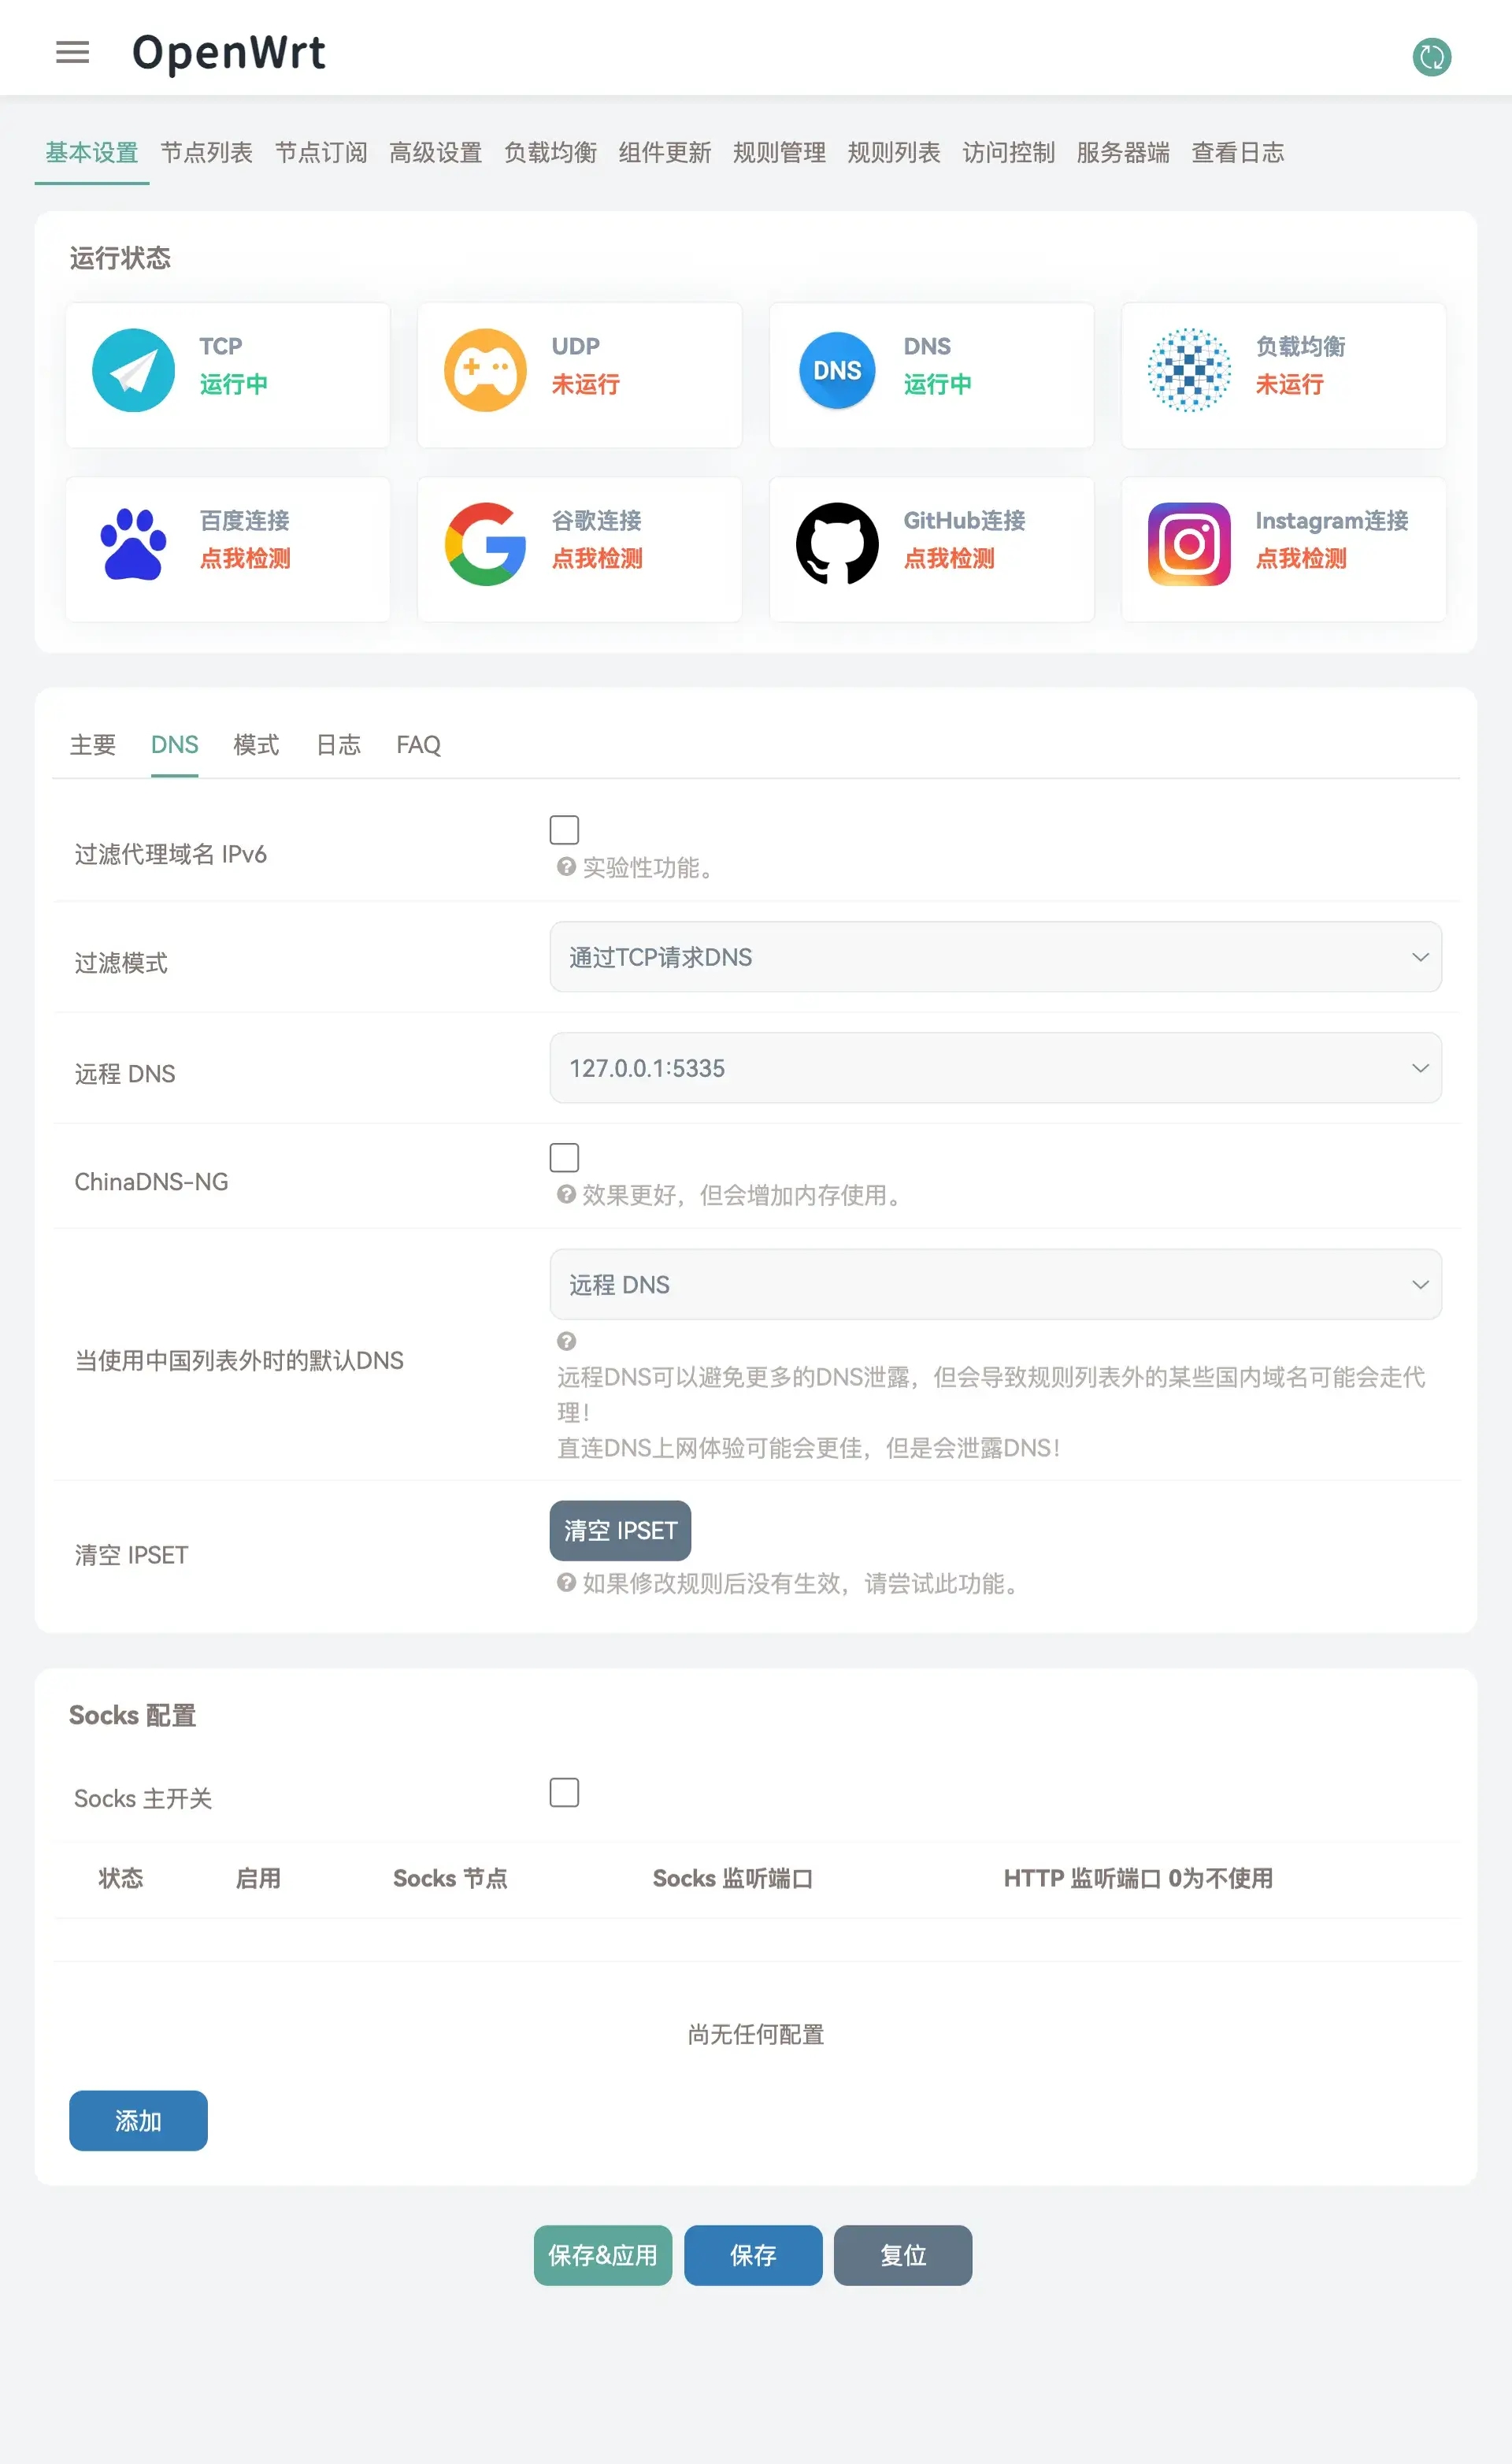 OpenWrt
基本设置 节点列表 节点订阅 高级设置 负载均衡 组件更新 规则管理 规则列表 访问控制 服务器端 查看日志
运行状态
TCP
运行中
UDP
未运行
DNS
DNS
运行中
负载均衡
未运行
百度连接
点我检测
谷歌连接
点我检测
GitHub连接
点我检测
Instagram连接
点我检测
主要 DNS 模式 日志 FAQ
过滤代理域名 IPv6
实验性功能。
过滤模式
通过TCP请求DNS
远程 DNS
127.0.0.1:5335
ChinaDNS-NG
效果更好，但会增加内存使用。
当使用中国列表外时的默认DNS
远程 DNS
远程DNS可以避免更多的DNS泄露，但会导致规则列表外的某些国内域名可能会走代
理！
直连DNS上网体验可能会更佳，但是会泄露DNS！
清空 IPSET
清空 IPSET
如果修改规则后没有生效，请尝试此功能。
Socks 配置
Socks 主开关
状态 启用 Socks 节点 Socks 监听端口 HTTP 监听端口 0为不使用
尚无任何配置
添加
保存&应用 保存 复位